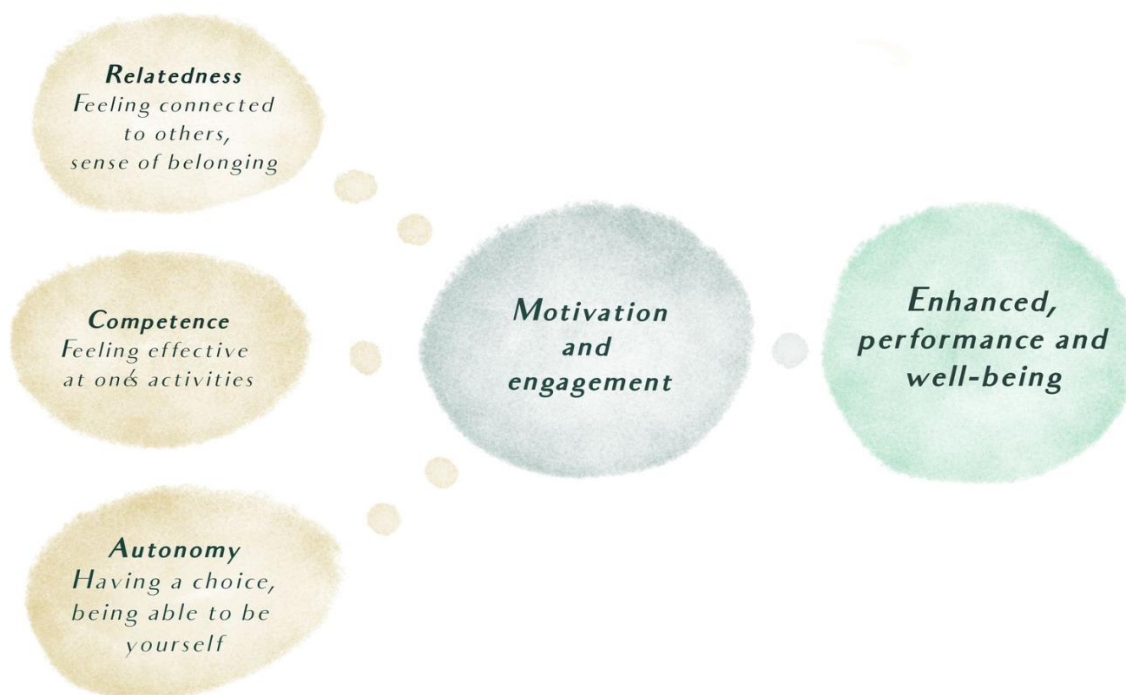 Relatedness
Feeling connected
to others,
sense of belonging
Competence
Feeling effective
at one's activities
Autonomy
Having a choice,
being able to be
yourself
Motivation
and
engagement
Enhanced,
performance and
well-being